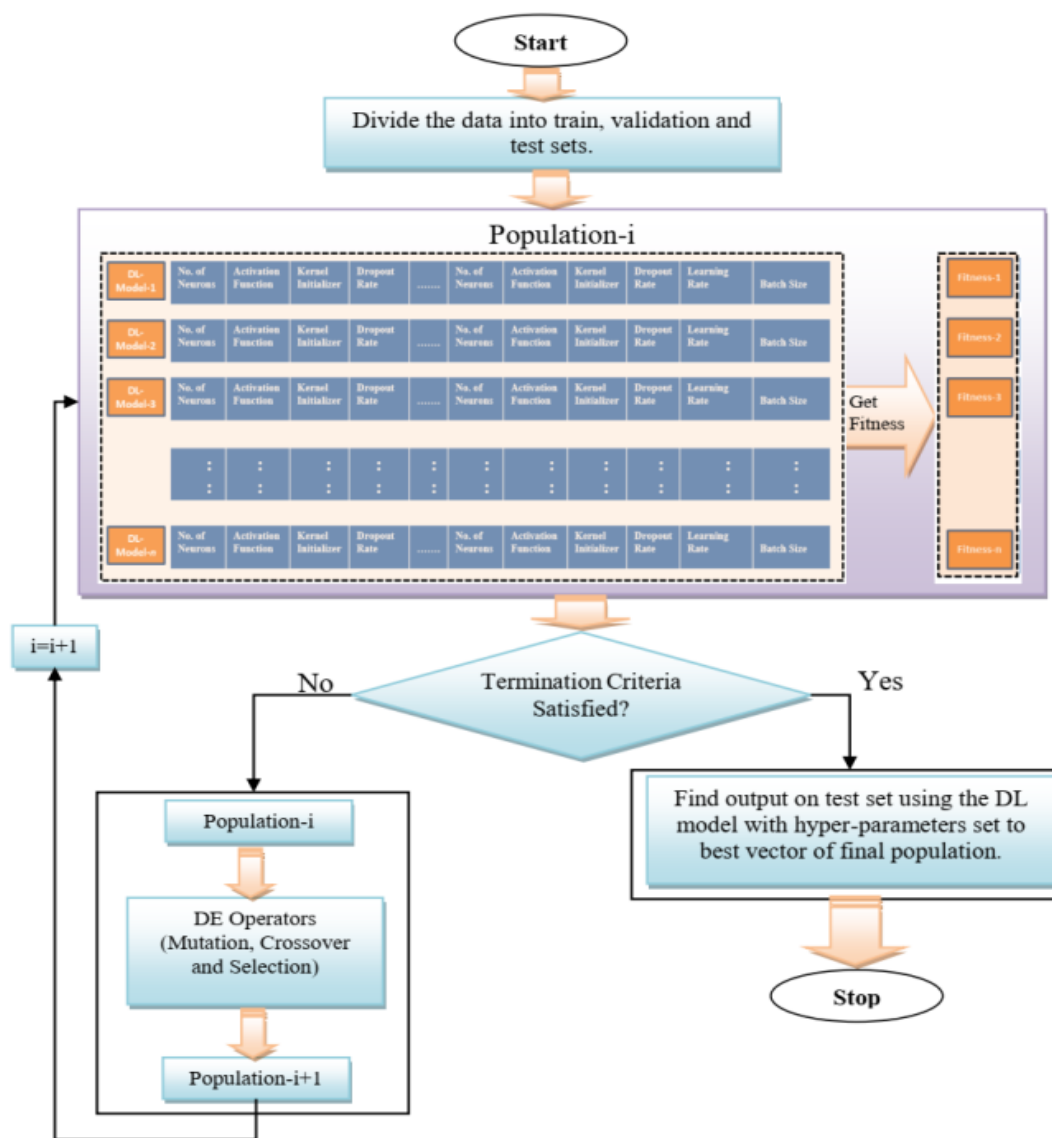 Start
Divide the data into train, validation and
test sets.
Population-i
DL-
Model-1
No. of
Neurons
Activation
Function
Kernel
Initializer
Dropout
Rate
.......
No. of
Neurons
Activation
Function
Kernel
Initializer
Dropout
Rate
Learning
Rate
Batch Size
Fitness-1
DL-
Model-2
No. of
Neurons
Activation
Function
Kernel
Initializer
Dropout
Rate
.......
No. of
Neurons
Activation
Function
Kernel
Initializer
Dropout
Rate
Learning
Rate
Batch Size
Fitness-2
DL-
Model-3
No. of
Neurons
Activation
Function
Kernel
Initializer
Dropout
Rate
.......
No. of
Neurons
Activation
Function
Kernel
Initializer
Dropout
Rate
Learning
Rate
Batch Size
Fitness-3
Get
Fitness
: : : : : : : : : : :
: : : : : : : : : : :
DL-
Model-n
No. of
Neurons
Activation
Function
Kernel
Initializer
Dropout
Rate
.......
No. of
Neurons
Activation
Function
Kernel
Initializer
Dropout
Rate
Learning
Rate
Batch Size
Fitness-n
i=i+1
No
Termination Criteria
Satisfied?
Yes
Population-i
DE Operators
(Mutation, Crossover
and Selection)
Population-i+1
Find output on test set using the DL
model with hyper-parameters set to
best vector of final population.
Stop